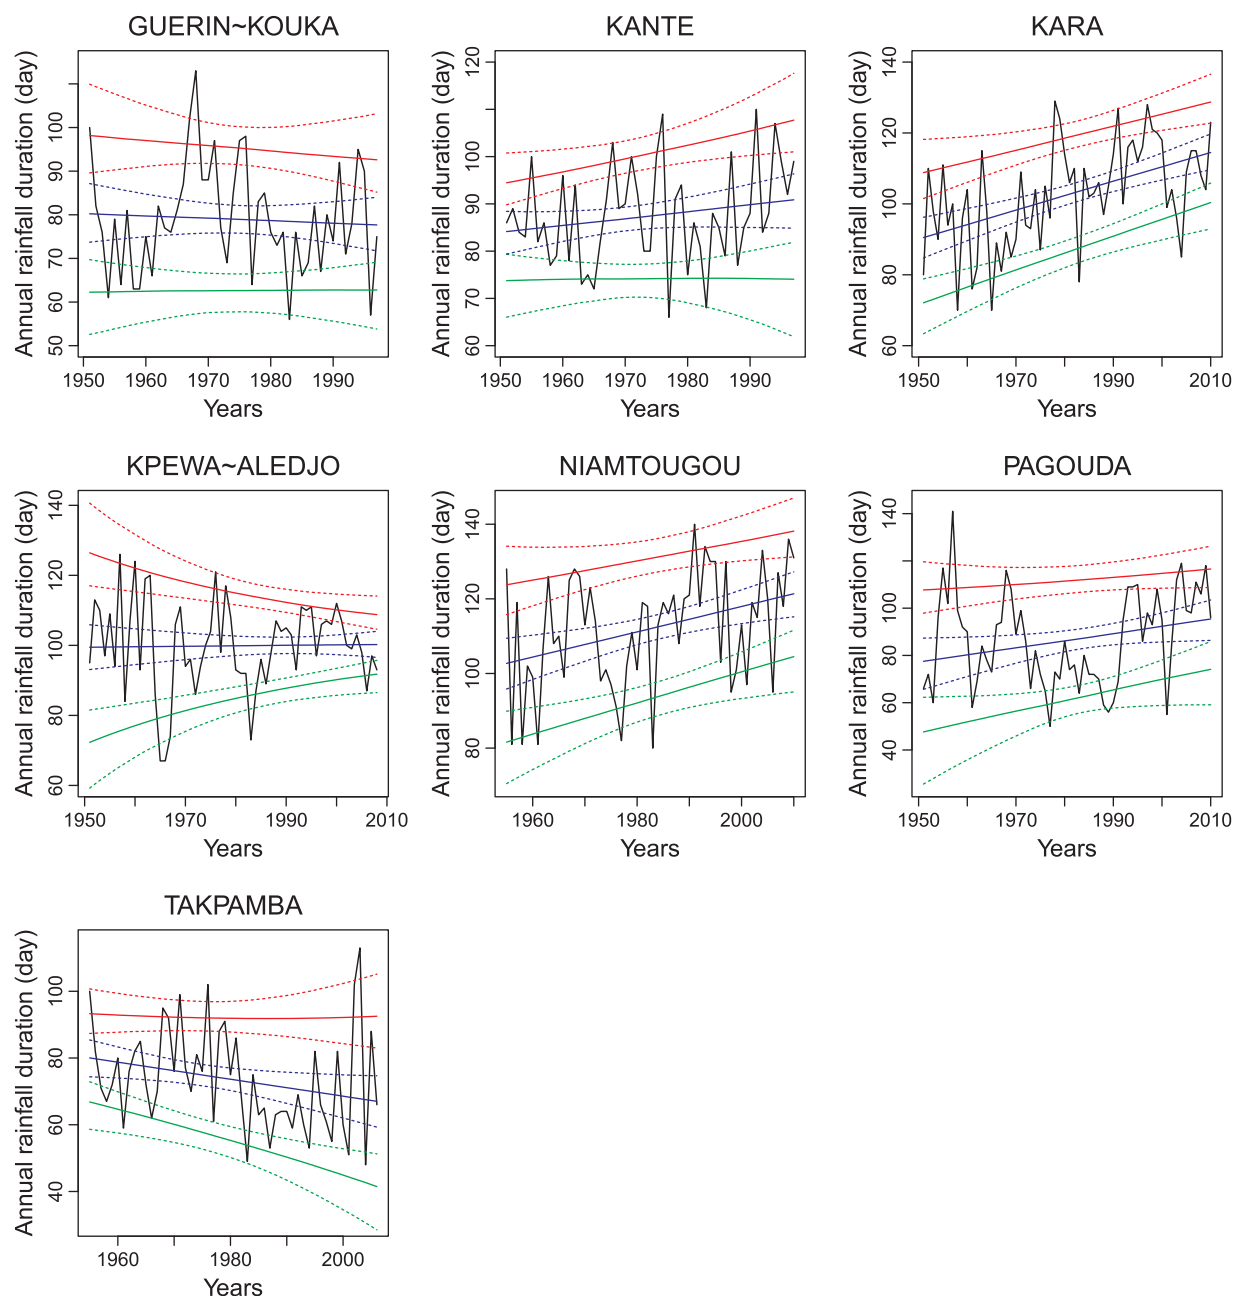 GUERIN~KOUKA
Annual rainfall duration (day)
50 60 70 80 90 100
1950 1960 1970 1980 1990
Years
KANTE
Annual rainfall duration (day)
60 70 80 90 100 120
1950 1960 1970 1980 1990
Years
KARA
Annual rainfall duration (day)
60 80 100 120 140
1950 1970 1990 2010
Years
KPEWA~ALEDJO
Annual rainfall duration (day)
60 80 100 120 140
1950 1970 1990 2010
Years
NIAMTOUGOU
Annual rainfall duration (day)
80 100 120 140
1960 1980 2000
Years
PAGOUDA
Annual rainfall duration (day)
40 60 80 100 140
1950 1970 1990 2010
Years
TAKPAMBA
Annual rainfall duration (day)
40 60 80 100
1960 1980 2000
Years